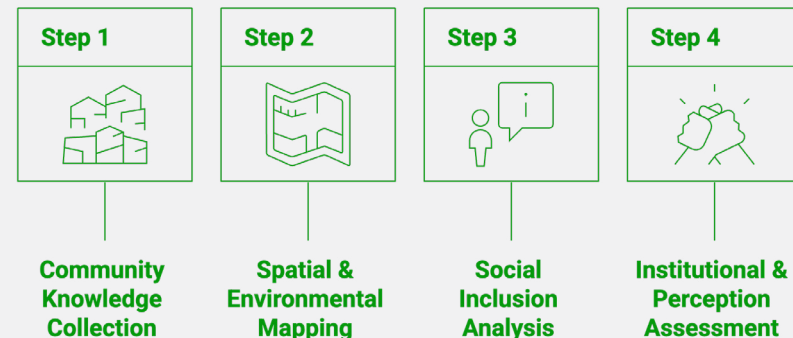 Step 1
Step 2
Step 3
Step 4
i
Community
Knowledge
Collection
Spatial &
Environmental
Mapping
Social
Inclusion
Analysis
Institutional &
Perception
Assessment